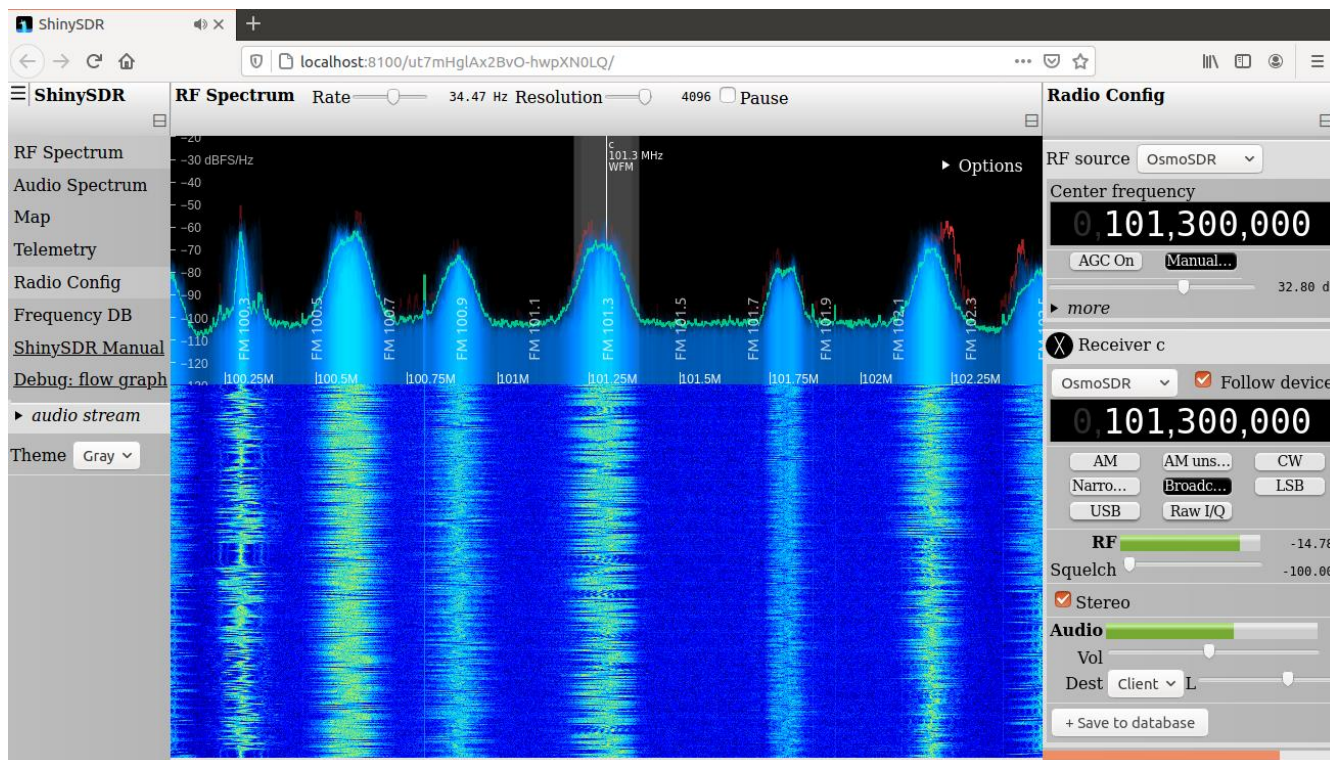 ShinySDR
localhost:8100/ut7mHglAx2BvO-hwpXN0LQ/
ShinySDR
RF Spectrum
Audio Spectrum
Map
Telemetry
Radio Config
Frequency DB
ShinySDR Manual
Debug: flow graph
audio stream
Theme Gray
RF Spectrum Rate 34.47 Hz Resolution 4096 Pause
-20
-30 dBFS/Hz
-40
-50
-60
-70
-80
-90
-100
-110
-120
c
101.3 MHz
WFM
Options
FM 100.3
FM 100.5
FM 100.7
FM 100.9
FM 101.1
FM 101.3
FM 101.5
FM 101.7
FM 101.9
FM 102.1
FM 102.3
100.25M 100.5M 100.75M 101M 101.25M 101.5M 101.75M 102M 102.25M
Radio Config
RF source OsmoSDR
Center frequency
0,101,300,000
AGC On Manual...
32.80 d
more
X Receiver c
OsmoSDR Follow device
0,101,300,000
AM AM uns... CW
Narro... Broadc... LSB
USB Raw I/Q
RF -14.78
Squelch -100.00
Stereo
Audio
Vol
Dest Client L
+ Save to database